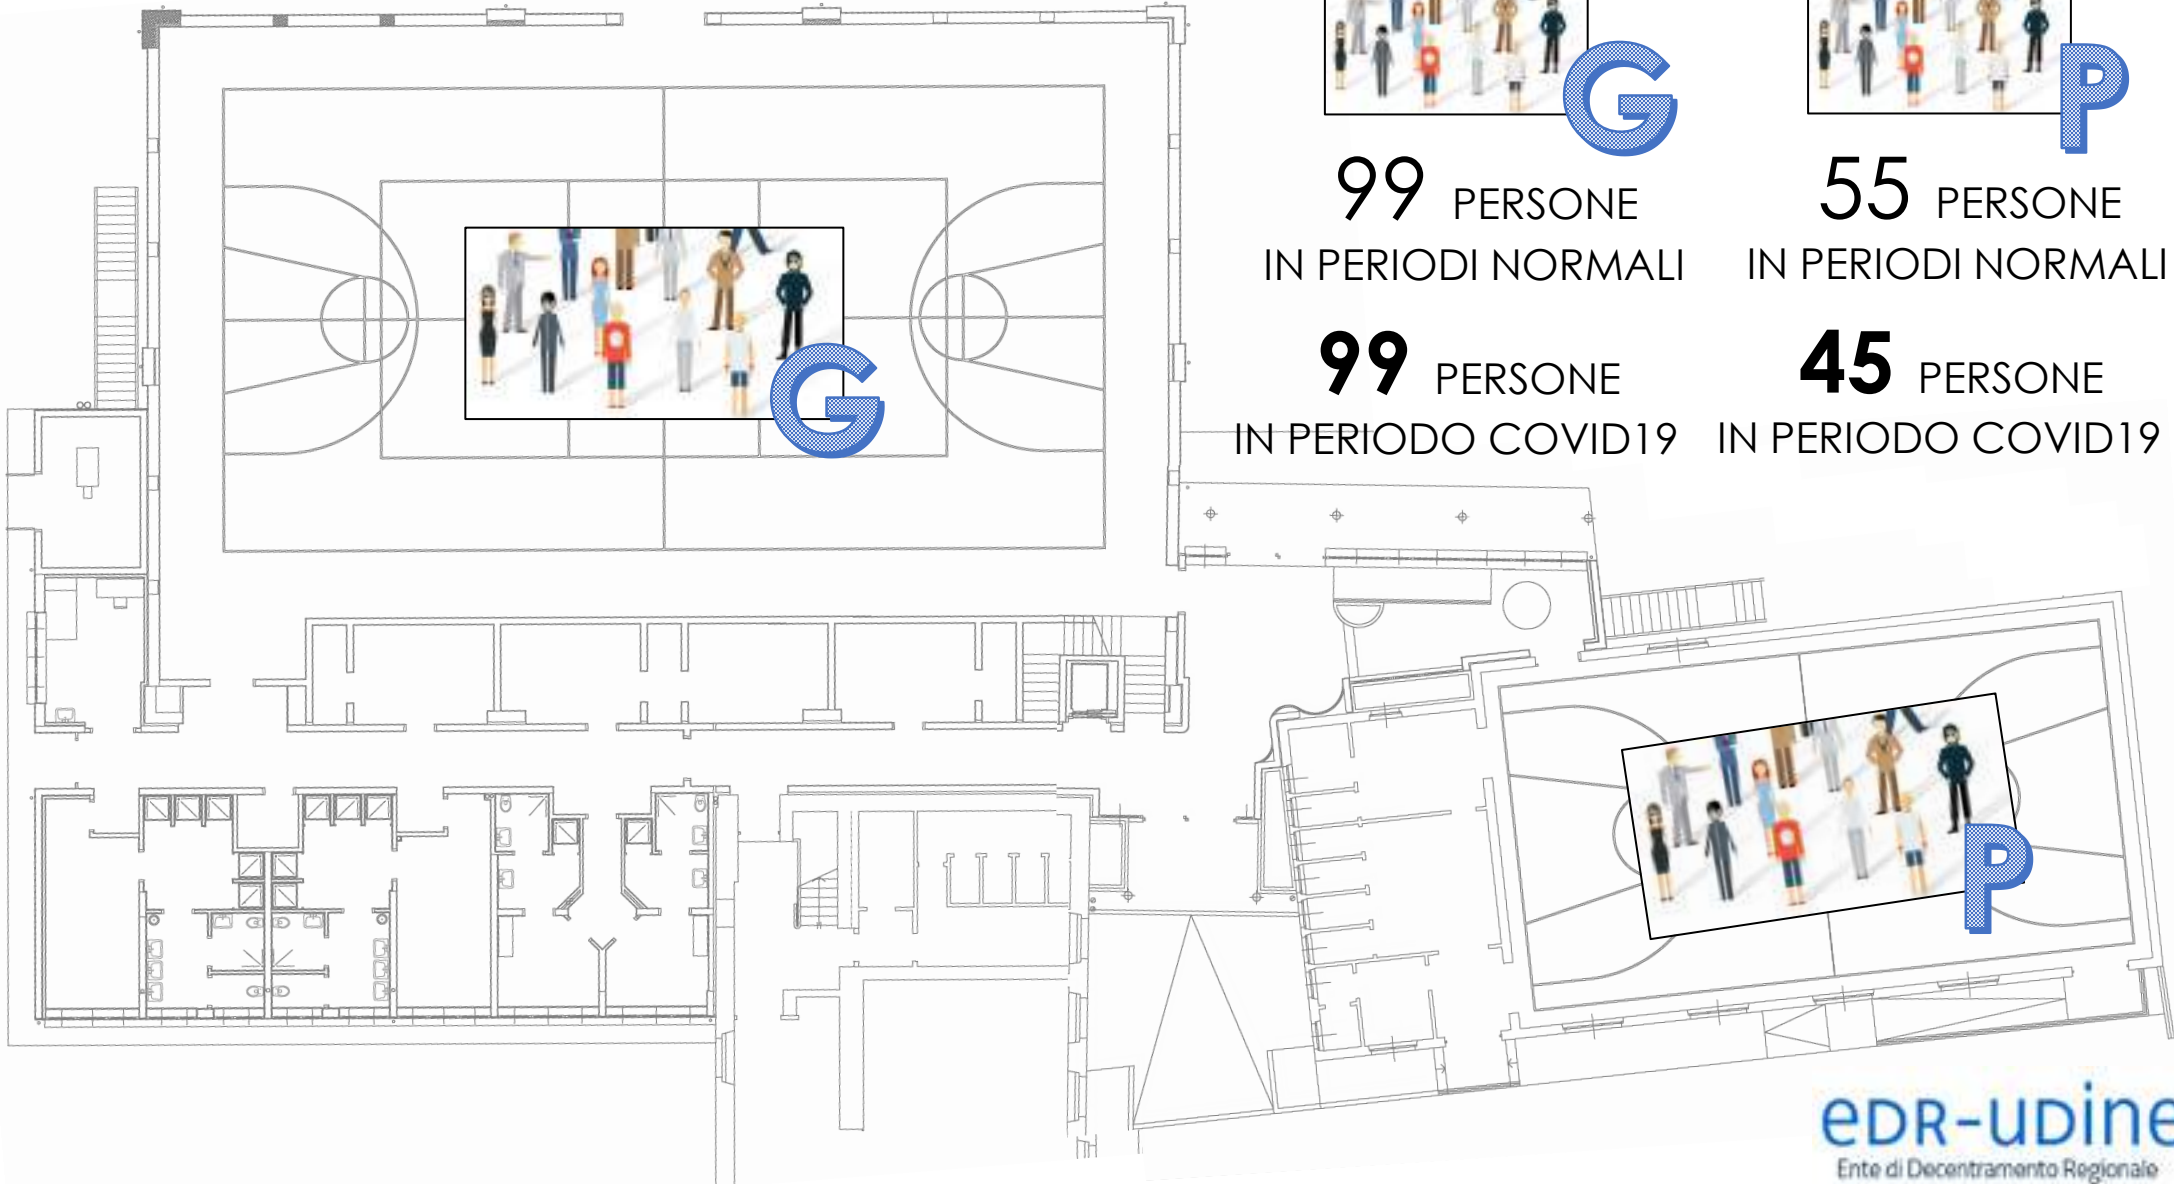 G
P
99 PERSONE
IN PERIODI NORMALI
55 PERSONE
IN PERIODI NORMALI
99 PERSONE
IN PERIODO COVID19
45 PERSONE
IN PERIODO COVID19
G
P
eDR-uDine
Ente di Decentramento Regionale